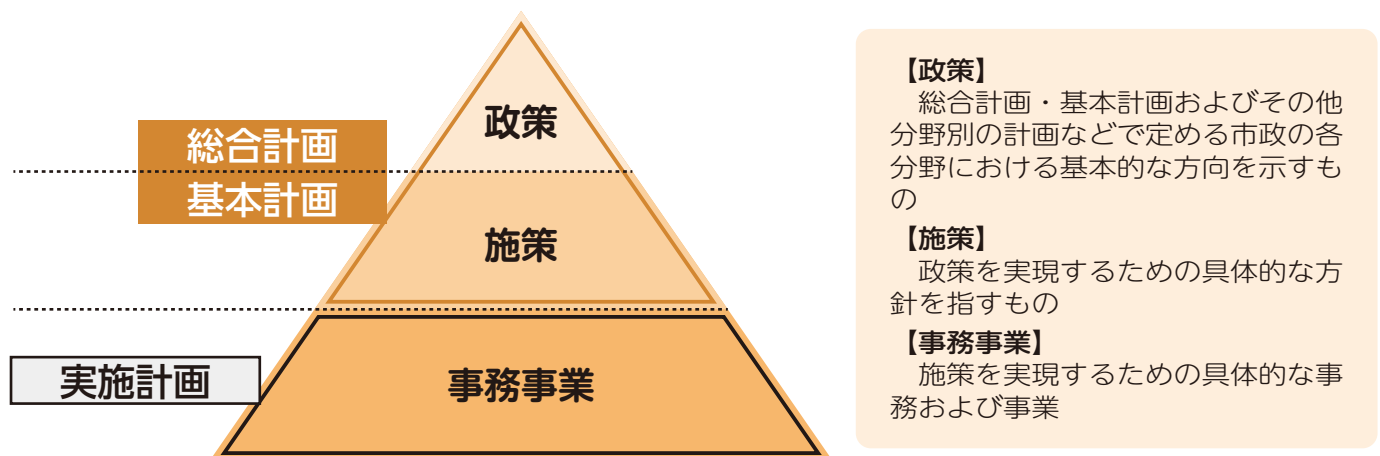 政策
総合計画
基本計画
施策
実施計画
事務事業
【政策】
　総合計画・基本計画およびその他
分野別の計画などで定める市政の各
分野における基本的な方向を示すも
の
【施策】
　政策を実現するための具体的な方
針を指すもの
【事務事業】
　施策を実現するための具体的な事
務および事業